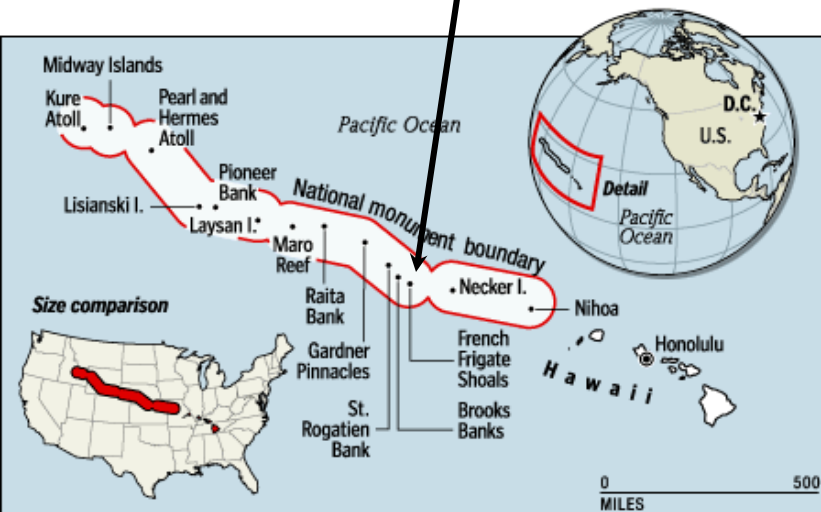 Midway Islands
Kure
Atoll
Pearl and
Hermes
Atoll
Pacific Ocean
D.C.
U.S.
Detail
Pacific
Ocean
Pioneer
Bank
Lisianski I.
Laysan I.
National monument boundary
Maro
Reef
Necker I.
Nihoa
Raita
Bank
Gardner
Pinnacles
French
Frigate
Shoals
St.
Rogatien
Bank
Brooks
Banks
Honolulu
Hawaii
Size comparison
0 500
MILES